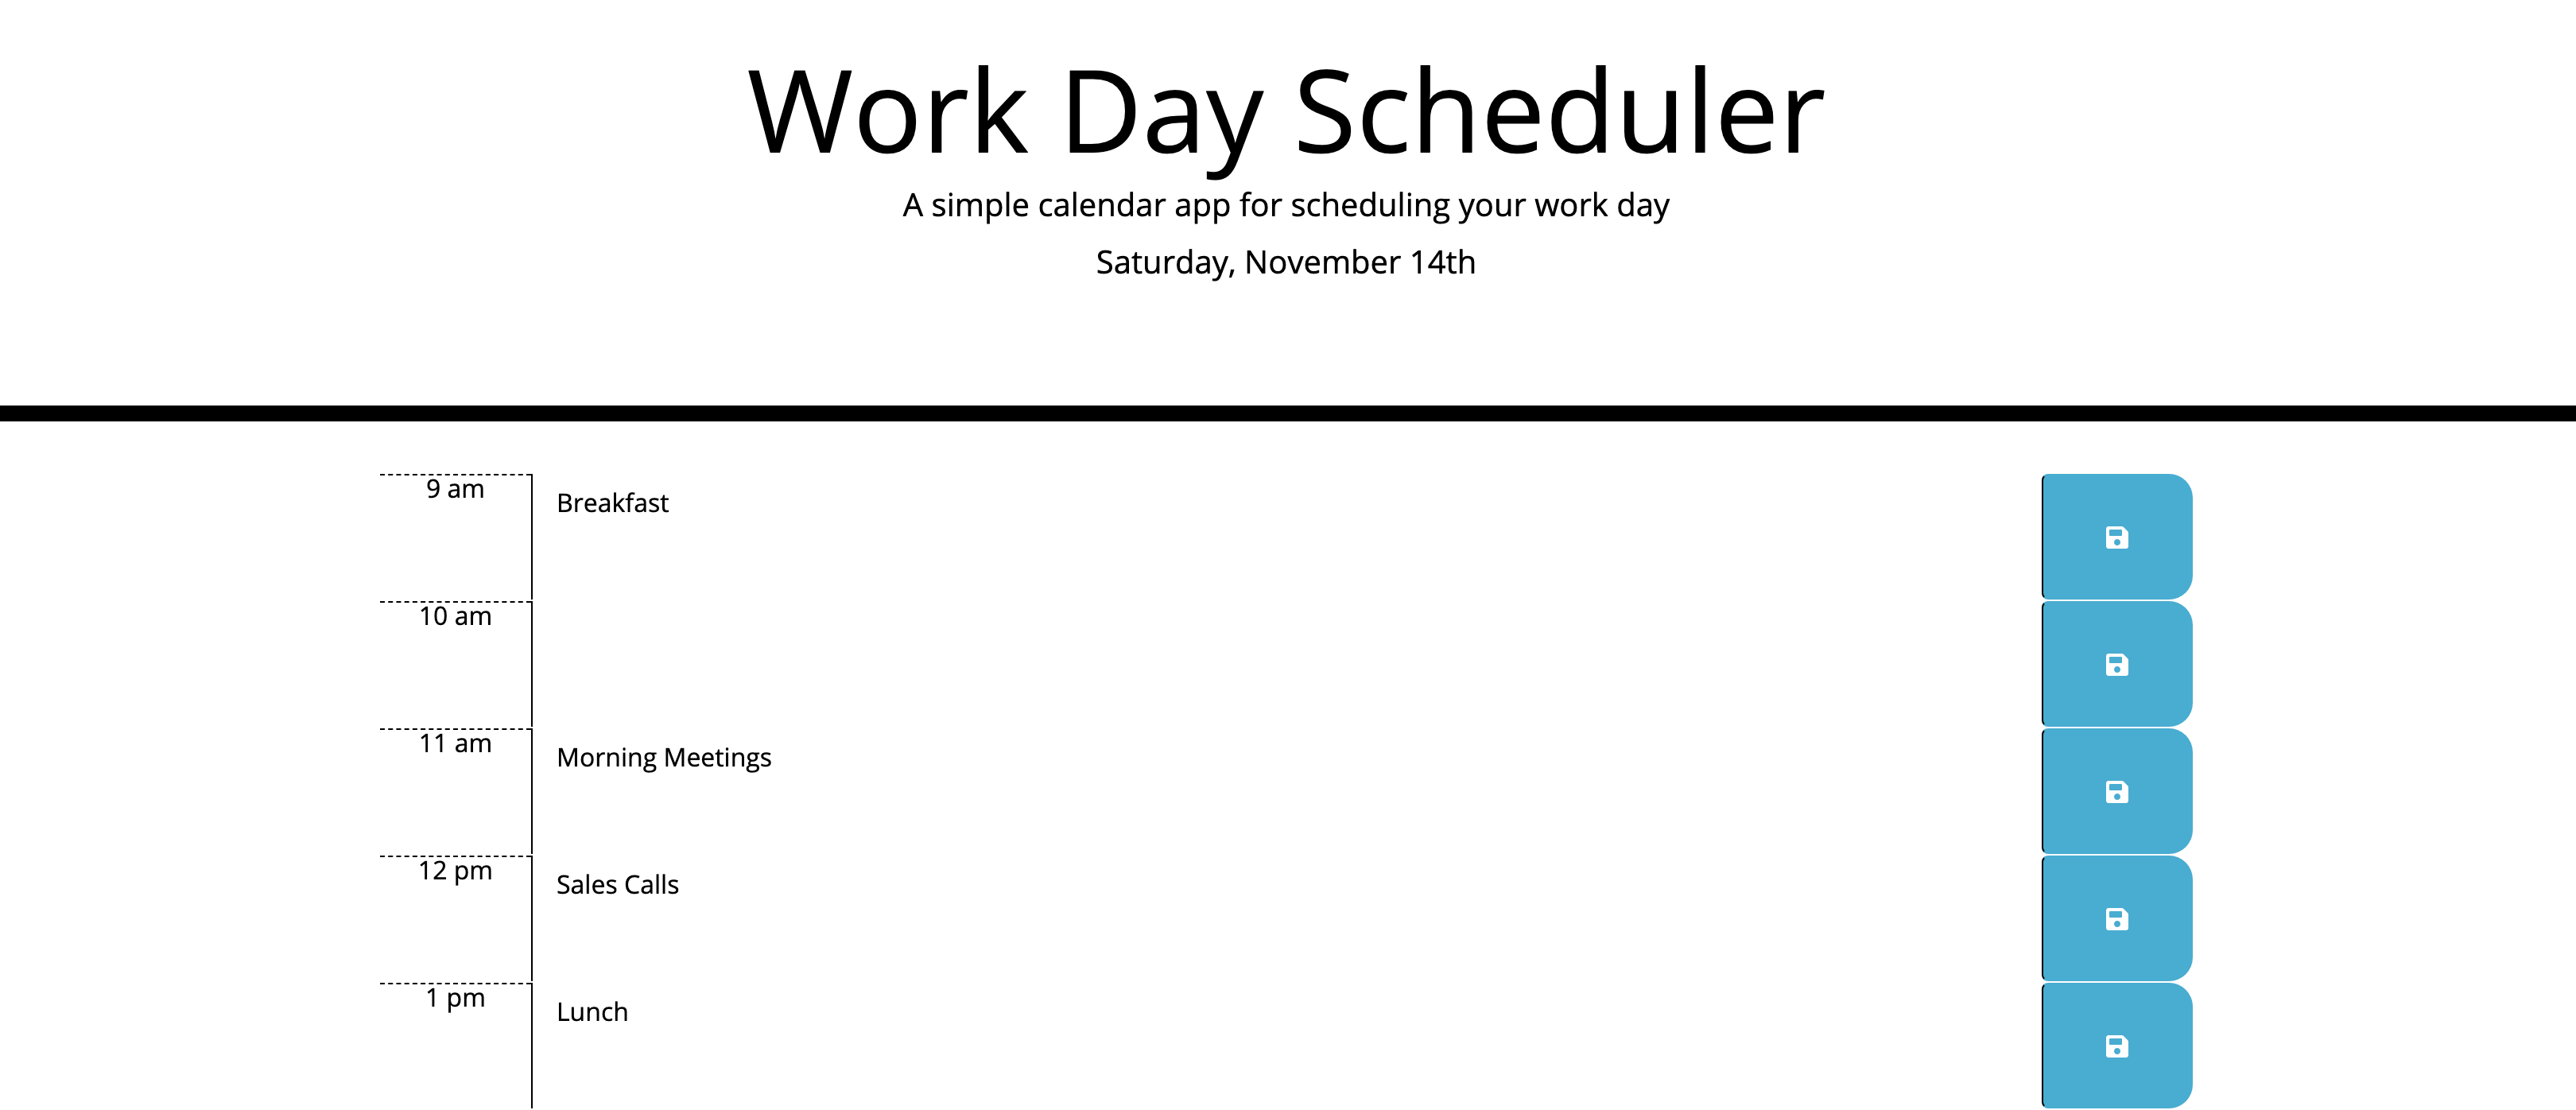 Work Day Scheduler
A simple calendar app for scheduling your work day
Saturday, November 14th
9 am
Breakfast
10 am
11 am
Morning Meetings
12 pm
Sales Calls
1 pm
Lunch